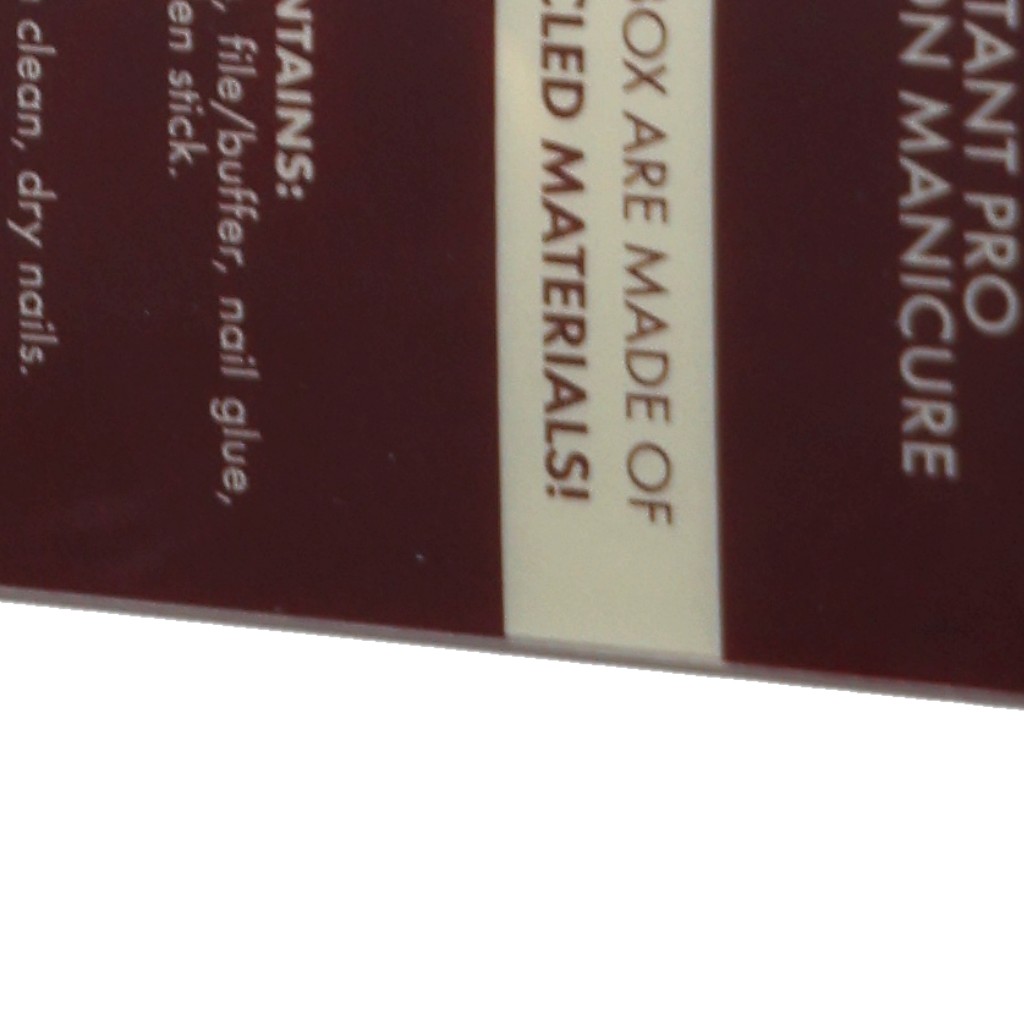 TANT PRO
ON MANICURE
BOX ARE MADE OF
CLED MATERIALS!
NTAINS:
, file/buffer, nail glue,
en stick.
clean, dry nails.